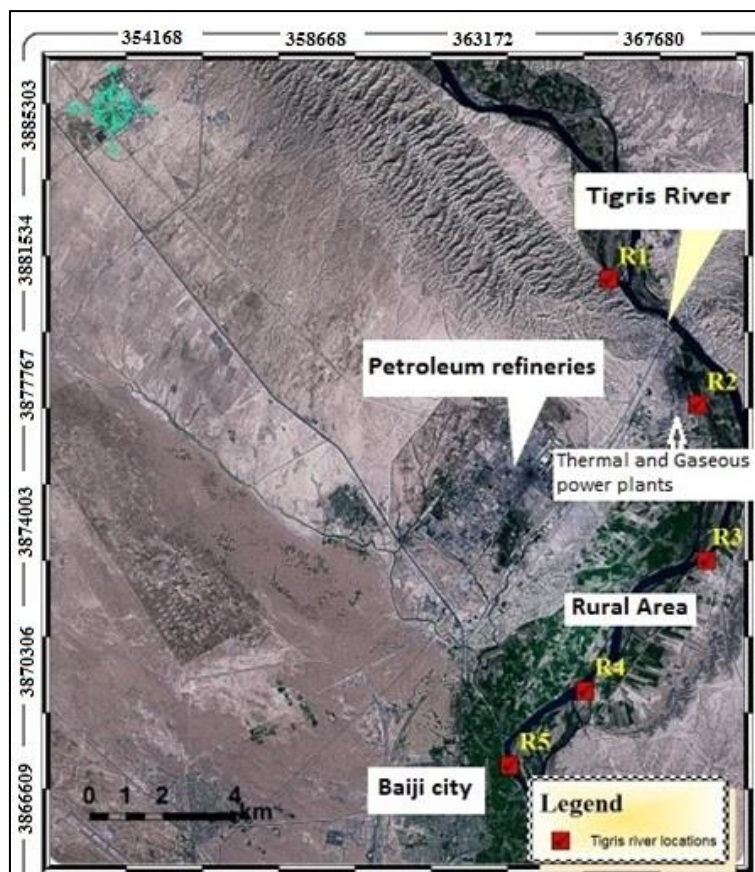 354168 358668 363172 367680
3885303
3881534
3877767
3874003
3870306
3866609
Tigris River
R1
Petroleum refineries
R2
Thermal and Gaseous
power plants
R3
Rural Area
R4
R5
Baiji city
0 1 2 4
km
Legend
Tigris river locations